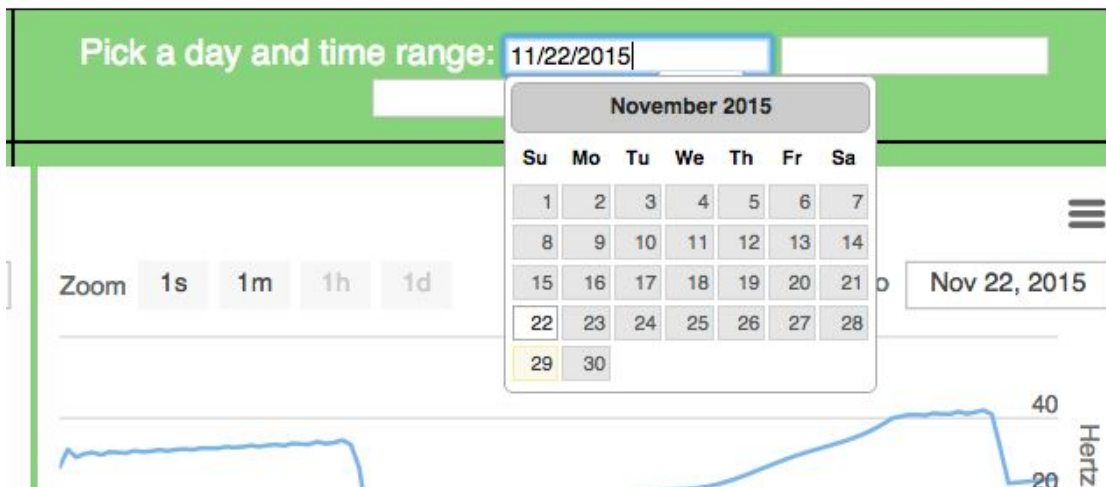 Pick a day and time range: 11/22/2015
November 2015
Su Mo Tu We Th Fr Sa
1 2 3 4 5 6 7
8 9 10 11 12 13 14
15 16 17 18 19 20 21
22 23 24 25 26 27 28
29 30
Zoom 1s 1m 1h 1d
o Nov 22, 2015
40
20
Hertz